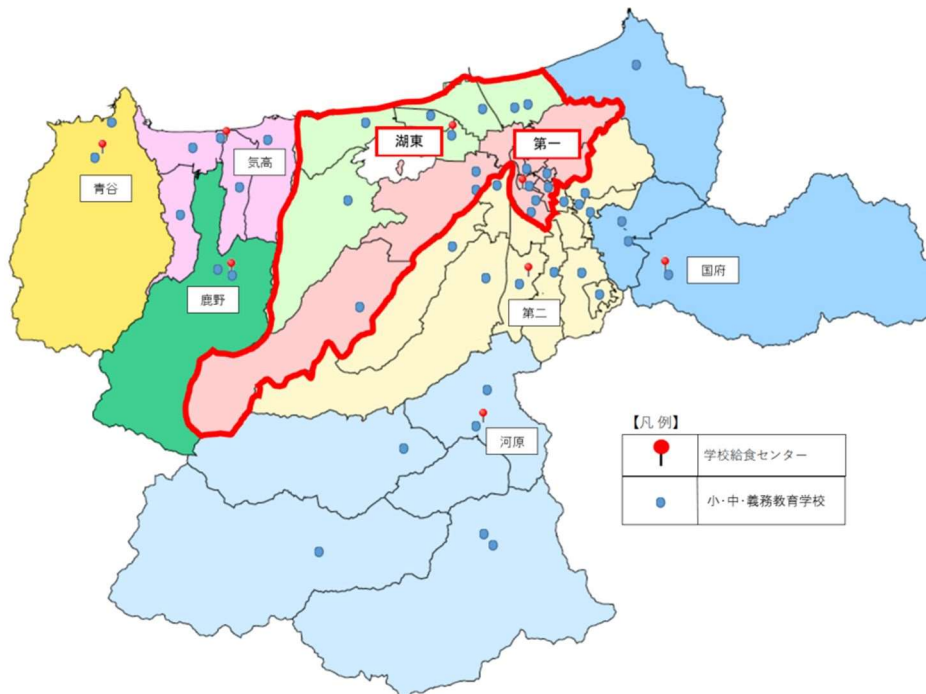 湖東
第一
気高
青谷
国府
鹿野
第二
河原
【凡 例】
学校給食センター
小・中・義務教育学校